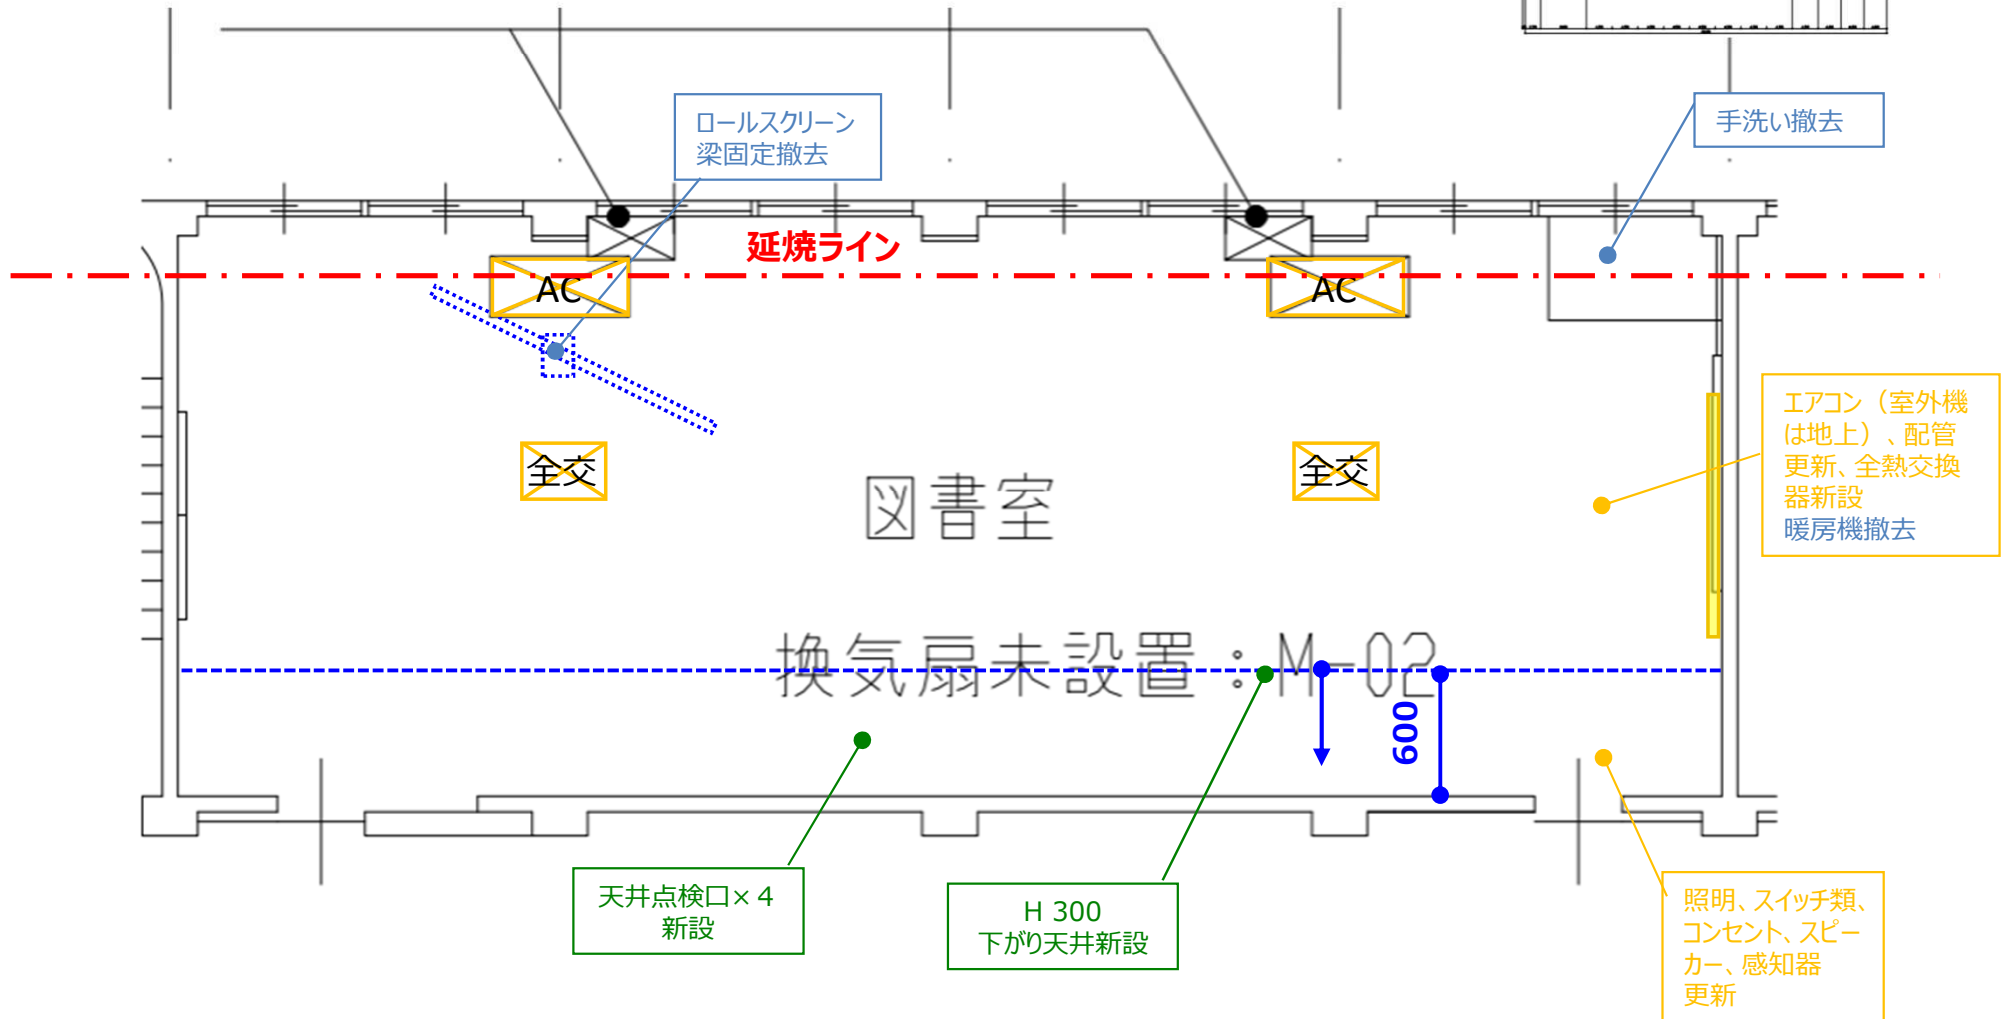 ロールスクリーン
梁固定撤去
手洗い撤去
延焼ライン
AC
AC
エアコン（室外機
は地上）、配管
更新、全熱交換
器新設
暖房機撤去
全交
全交
図書室
換気扇未設置：M-02
600
天井点検口×４
新設
H 300
下がり天井新設
照明、スイッチ類、
コンセント、スピー
カー、感知器
更新